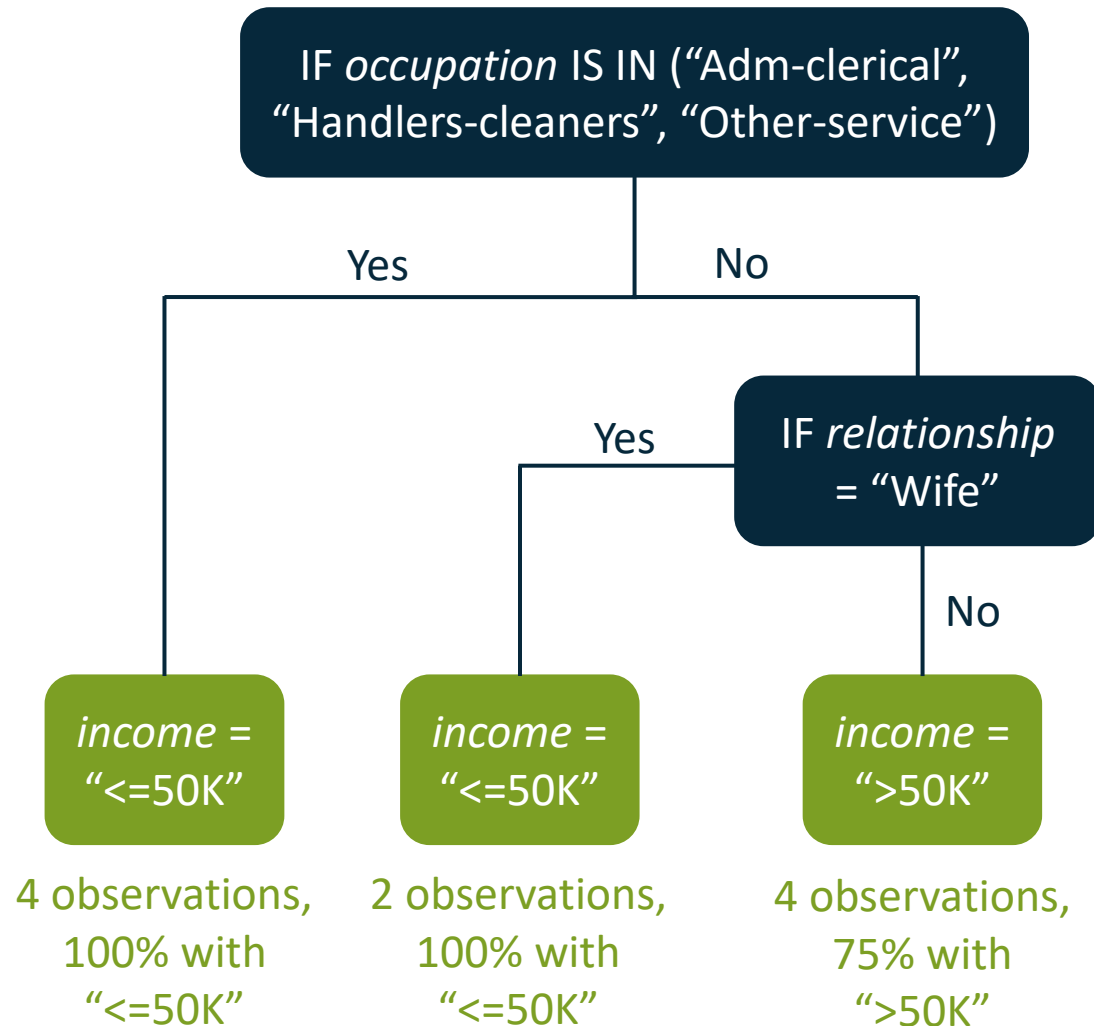 IF occupation IS IN (“Adm-clerical”,
“Handlers-cleaners”, “Other-service”)
Yes
No
IF relationship
= “Wife”
Yes
No
income =
“<=50K”
4 observations,
100% with
“<=50K”
income =
“<=50K”
2 observations,
100% with
“<=50K”
income =
“>50K”
4 observations,
75% with
“>50K”